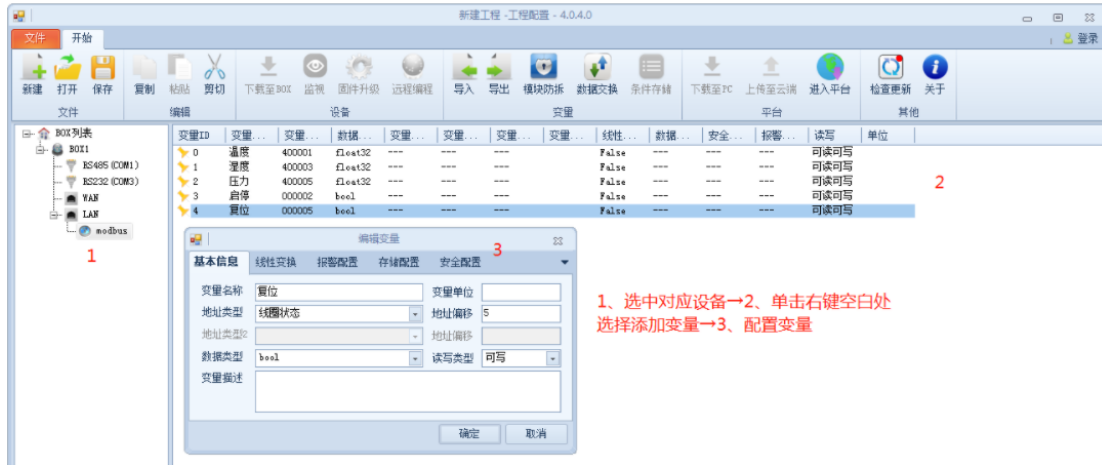 新建工程 -工程配置 - 4.0.4.0
文件 开始 登录
新建 打开 保存 复制 粘贴 剪切 下载至BOX 监视 固件升级 远程编程 导入 导出 模块防拆 数据交换 条件存储 下载至PC 上传至云端 进入平台 检查更新 关于
文件 编辑 设备 变量 平台 其他
BOX列表
BOX1
RS485(COM1)
RS232(COM3)
WAN
LAN
modbus
1
变量ID 变量... 变量... 数据... 变量... 变量... 变量... 变量... 线性... 数据... 安全... 报警... 读写 单位
0 温度 400001 float32 --- --- --- --- False --- --- --- 可读可写
1 湿度 400003 float32 --- --- --- --- False --- --- --- 可读可写
2 压力 400005 float32 --- --- --- --- False --- --- --- 可读可写
3 启停 000002 bool --- --- --- --- False --- --- --- 可读可写
4 复位 000005 bool --- --- --- --- False --- --- --- 可读可写
2
编辑变量
3
基本信息 线性变换 报警配置 存储配置 安全配置
变量名称 复位 变量单位
地址类型 线圈状态 地址偏移 5
地址类型2 地址偏移
数据类型 bool 读写类型 可写
变量描述
确定 取消
1、选中对应设备→2、单击右键空白处
选择添加变量→3、配置变量